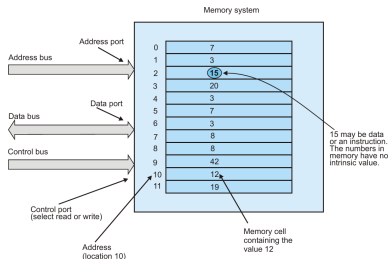 Memory system
Address port
Address bus
Data port
Data bus
Control bus
Control port
(select read or write)
0 7
1 3
2 15
3 20
4 3
5 7
6 3
7 8
8 8
9 42
10 12
11 19
15 may be data
or an instruction.
The numbers in
memory have no
intrinsic value.
Address
(location 10)
Memory cell
containing the
value 12